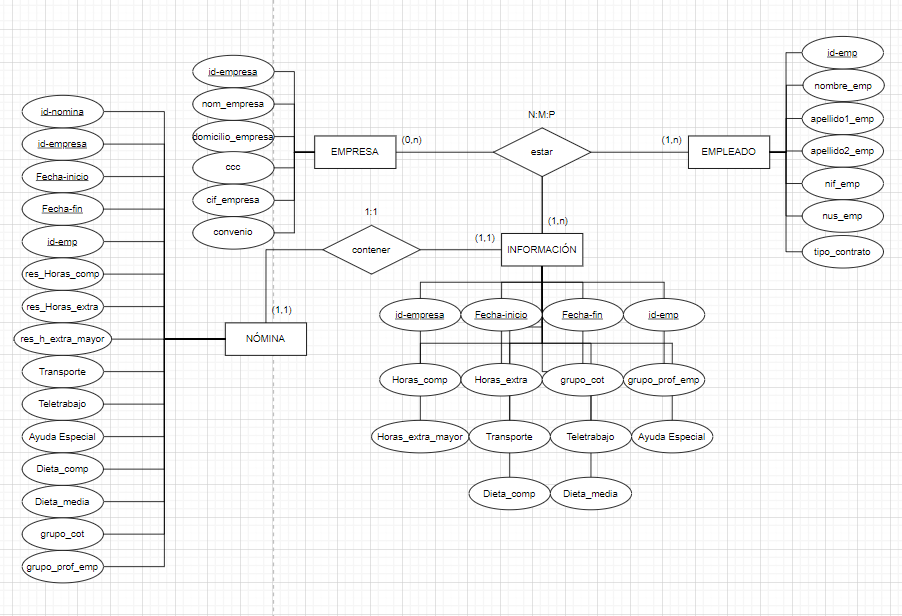 id-empresa
nom_empresa
domicilio_empresa
ccc
cif_empresa
convenio
EMPRESA
(0,n)
N:M:P
estar
(1,n)
EMPLEADO
id-emp
nombre_emp
apellido1_emp
apellido2_emp
nif_emp
nus_emp
tipo_contrato
1:1
contener
(1,1)
(1,n)
INFORMACIÓN
(1,1)
NÓMINA
id-nomina
id-empresa
Fecha-inicio
Fecha-fin
id-emp
res_Horas_comp
res_Horas_extra
res_h_extra_mayor
Transporte
Teletrabajo
Ayuda Especial
Dieta_comp
Dieta_media
grupo_cot
grupo_prof_emp
id-empresa
Fecha-inicio
Fecha-fin
id-emp
Horas_comp
Horas_extra
grupo_cot
grupo_prof_emp
Horas_extra_mayor
Transporte
Teletrabajo
Ayuda Especial
Dieta_comp
Dieta_media